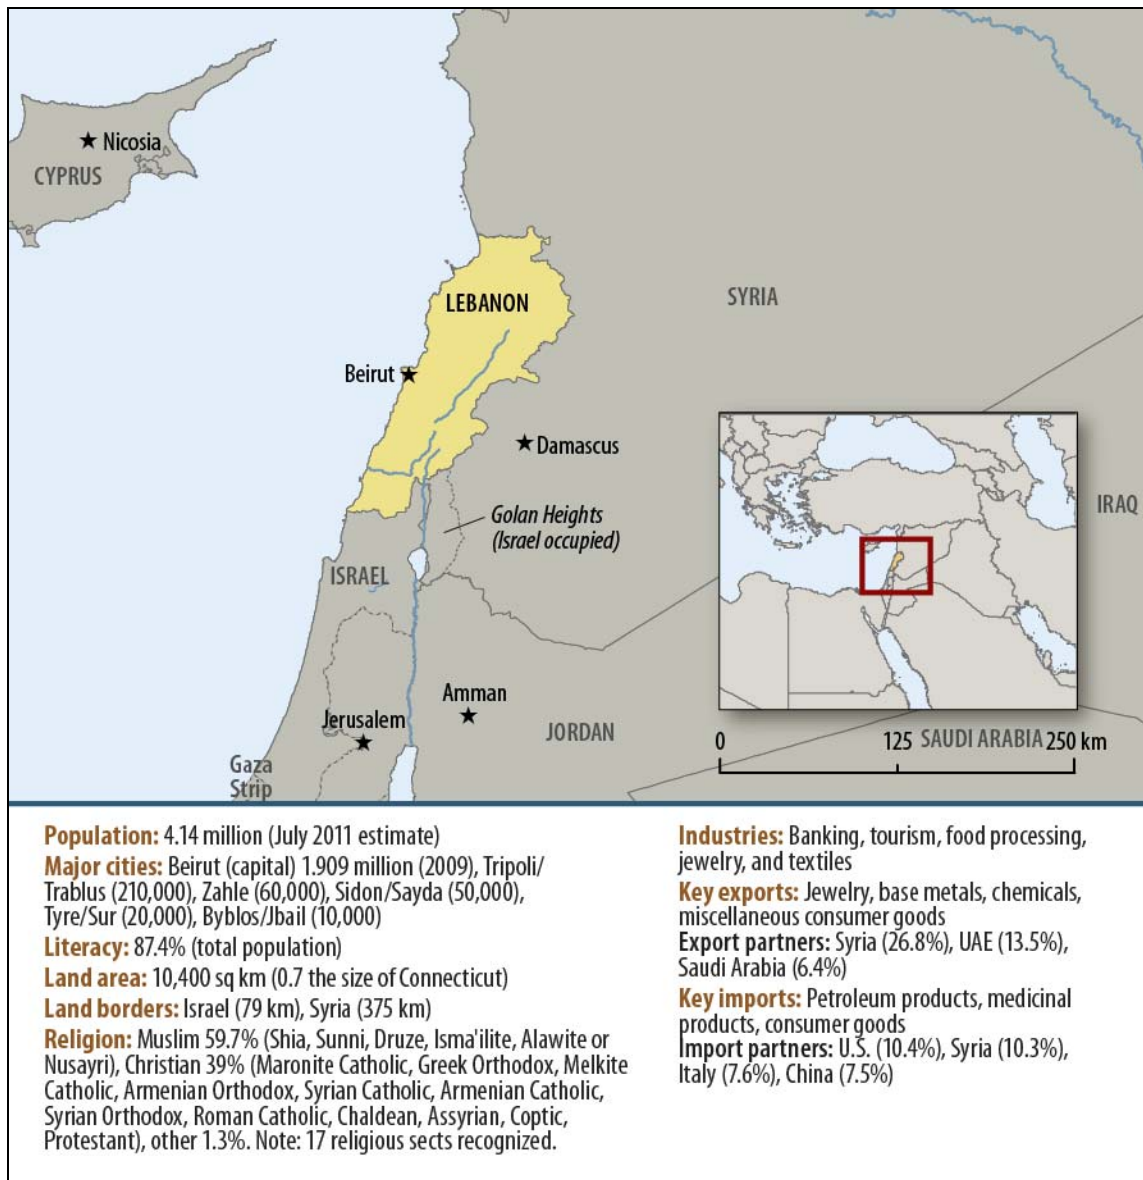 Nicosia
CYPRUS
LEBANON
SYRIA
Beirut
Damascus
IRAQ
Golan Heights
(Israel occupied)
ISRAEL
Amman
Jerusalem
JORDAN
0 125 SAUDI ARABIA 250 km
Gaza
Strip
Population: 4.14 million (July 2011 estimate)
Major cities: Beirut (capital) 1.909 million (2009), Tripoli/
Trablus (210,000), Zahle (60,000), Sidon/Sayda (50,000),
Tyre/Sur (20,000), Byblos/Jbail (10,000)
Literacy: 87.4% (total population)
Land area: 10,400 sq km (0.7 the size of Connecticut)
Land borders: Israel (79 km), Syria (375 km)
Religion: Muslim 59.7% (Shia, Sunni, Druze, Isma'ilite, Alawite or
Nusayri), Christian 39% (Maronite Catholic, Greek Orthodox, Melkite
Catholic, Armenian Orthodox, Syrian Catholic, Armenian Catholic,
Syrian Orthodox, Roman Catholic, Chaldean, Assyrian, Coptic,
Protestant), other 1.3%. Note: 17 religious sects recognized.
Industries: Banking, tourism, food processing,
jewelry, and textiles
Key exports: Jewelry, base metals, chemicals,
miscellaneous consumer goods
Export partners: Syria (26.8%), UAE (13.5%),
Saudi Arabia (6.4%)
Key imports: Petroleum products, medicinal
products, consumer goods
Import partners: U.S. (10.4%), Syria (10.3%),
Italy (7.6%), China (7.5%)